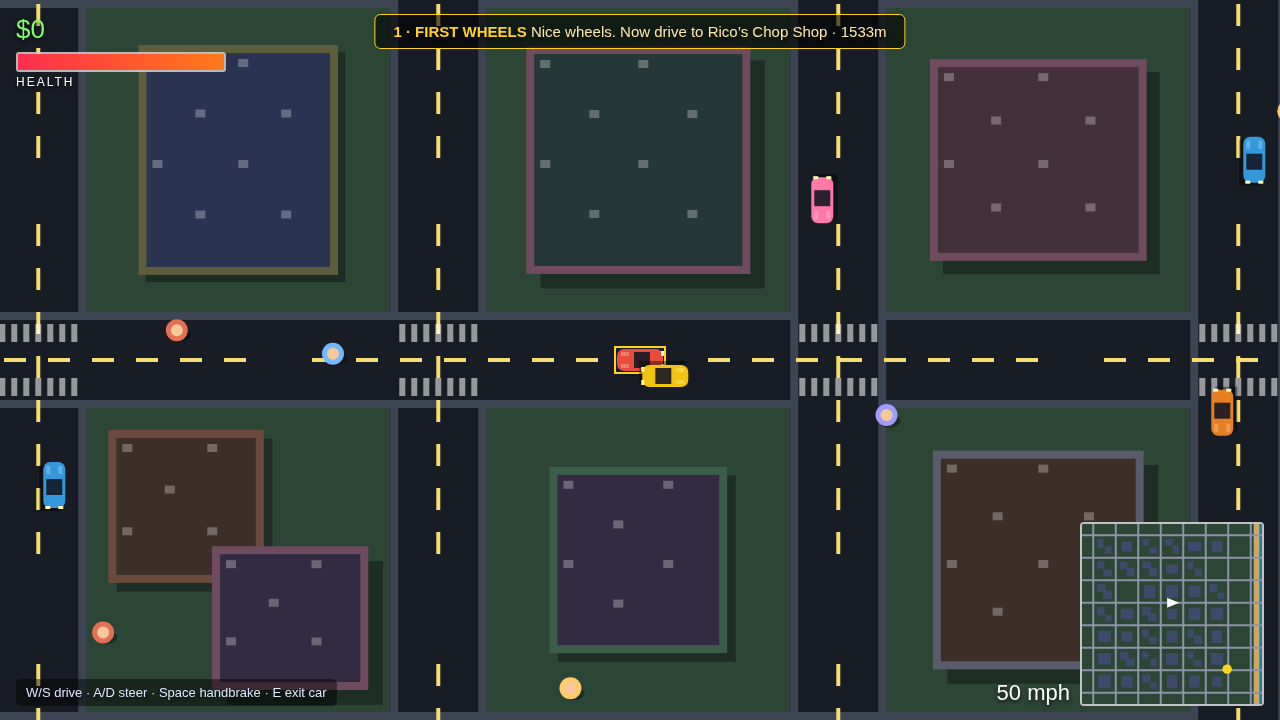 $0
1 · FIRST WHEELS Nice wheels. Now drive to Rico’s Chop Shop · 1533m
HEALTH
W/S drive · A/D steer · Space handbrake · E exit car
50 mph